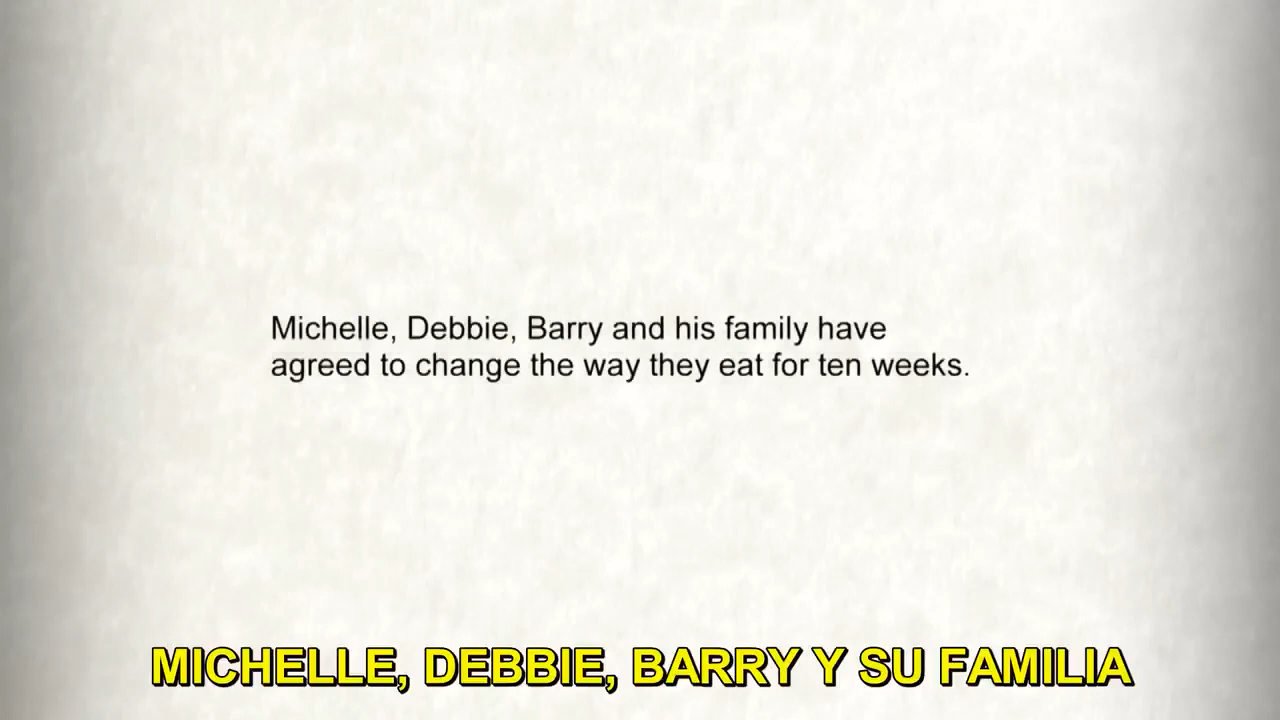 Michelle, Debbie, Barry and his family have
agreed to change the way they eat for ten weeks.
MICHELLE, DEBBIE, BARRY Y SU FAMILIA